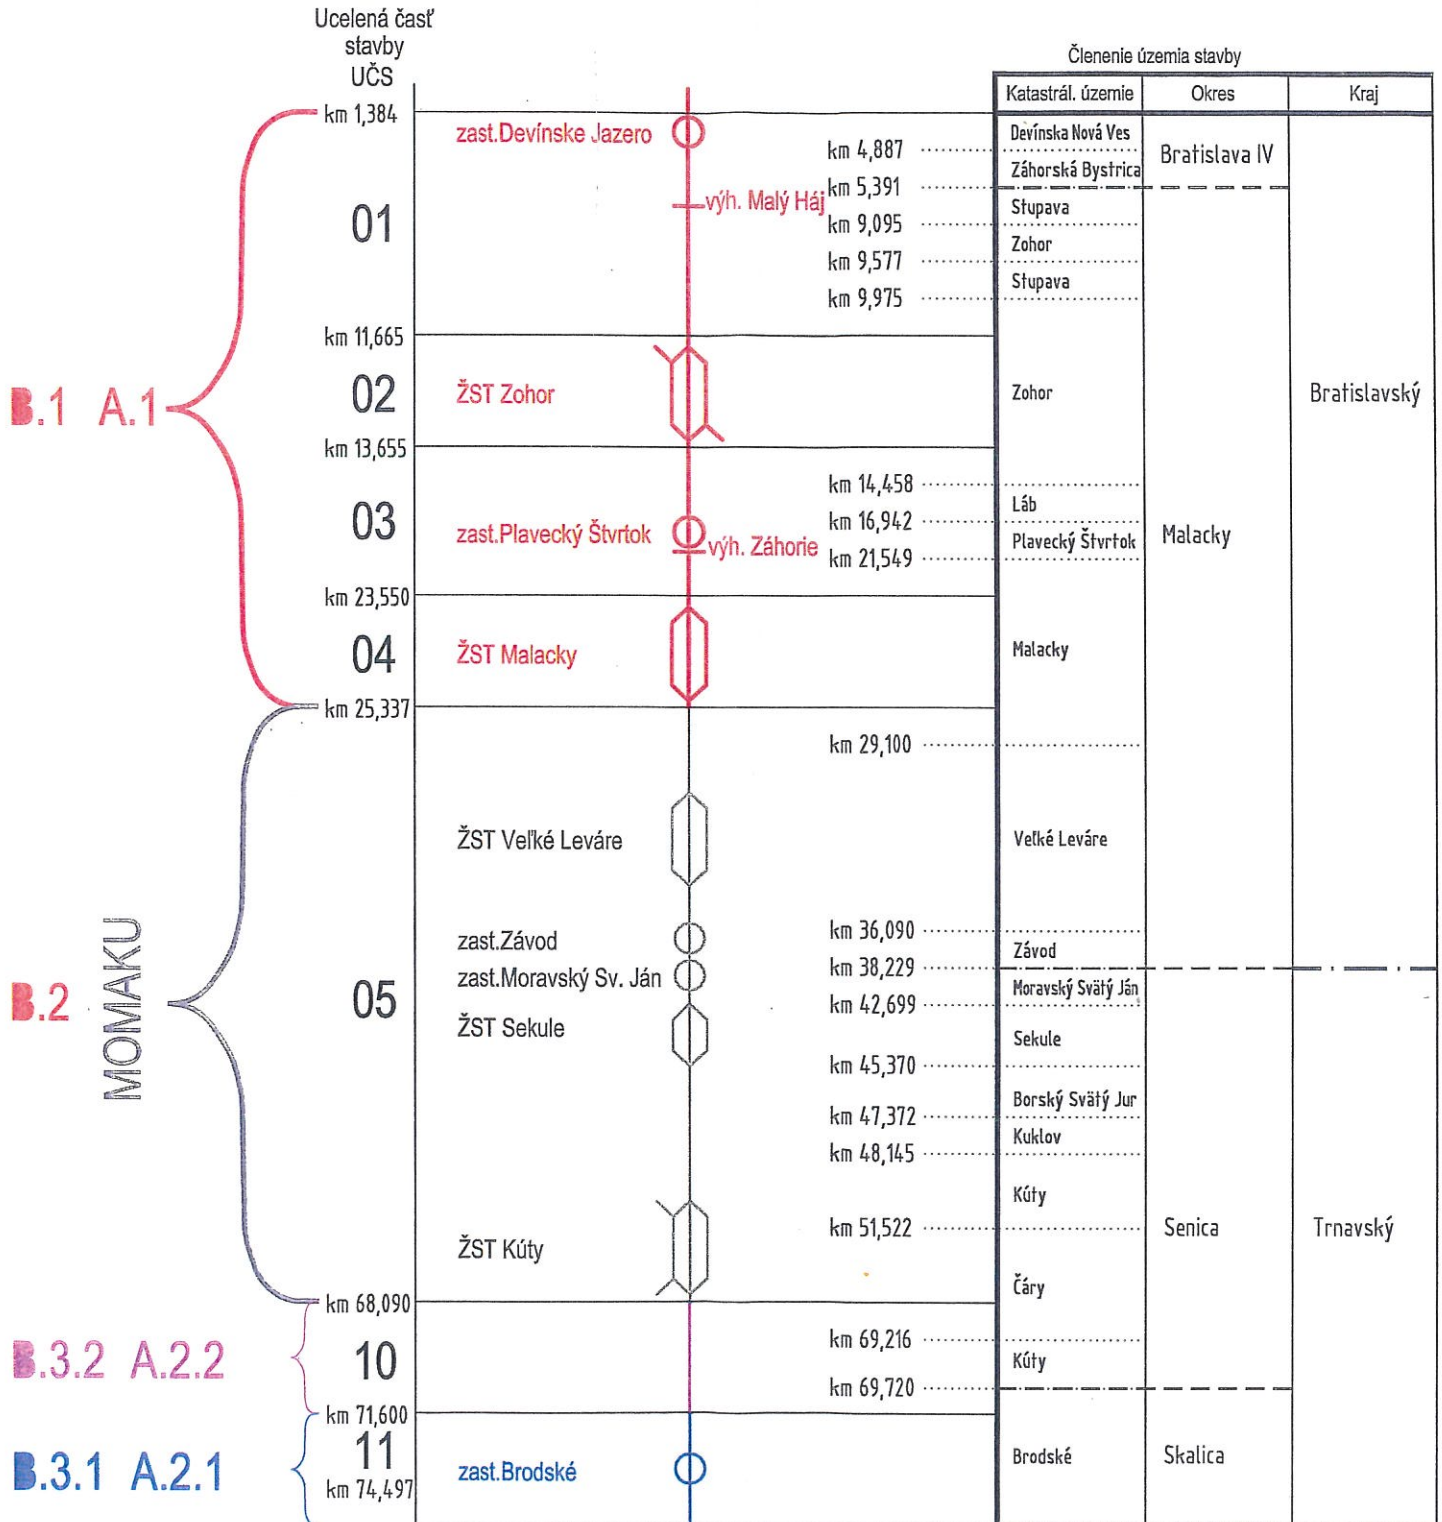 Ucelená časť
stavby
UČS
Členenie územia stavby
Katastrál. územie Okres Kraj
km 1,384
zast.Devínske Jazero
Devínska Nová Ves
km 4,887
Bratislava IV
Záhorská Bystrica
km 5,391
výh. Malý Háj
Stupava
01
km 9,095
Zohor
km 9,577
Stupava
km 9,975
km 11,665
B.1 A.1
02
ŽST Zohor
Zohor
Bratislavský
km 13,655
km 14,458
Láb
03
km 16,942
zast.Plavecký Štvrtok
výh. Záhorie
Plavecký Štvrtok
Malacky
km 21,549
km 23,550
04
ŽST Malacky
Malacky
km 25,337
km 29,100
ŽST Veľké Leváre
Veľké Leváre
km 36,090
zast.Závod
Závod
km 38,229
zast.Moravský Sv. Ján
Moravský Svätý Ján
B.2
MOMAKU
05
km 42,699
ŽST Sekule
Sekule
km 45,370
Borský Svätý Jur
km 47,372
Kuklov
km 48,145
Kúty
km 51,522
Senica
Trnavský
ŽST Kúty
Čáry
km 68,090
km 69,216
B.3.2 A.2.2
10
Kúty
km 69,720
km 71,600
11
B.3.1 A.2.1
zast.Brodské
Brodské
Skalica
km 74,497